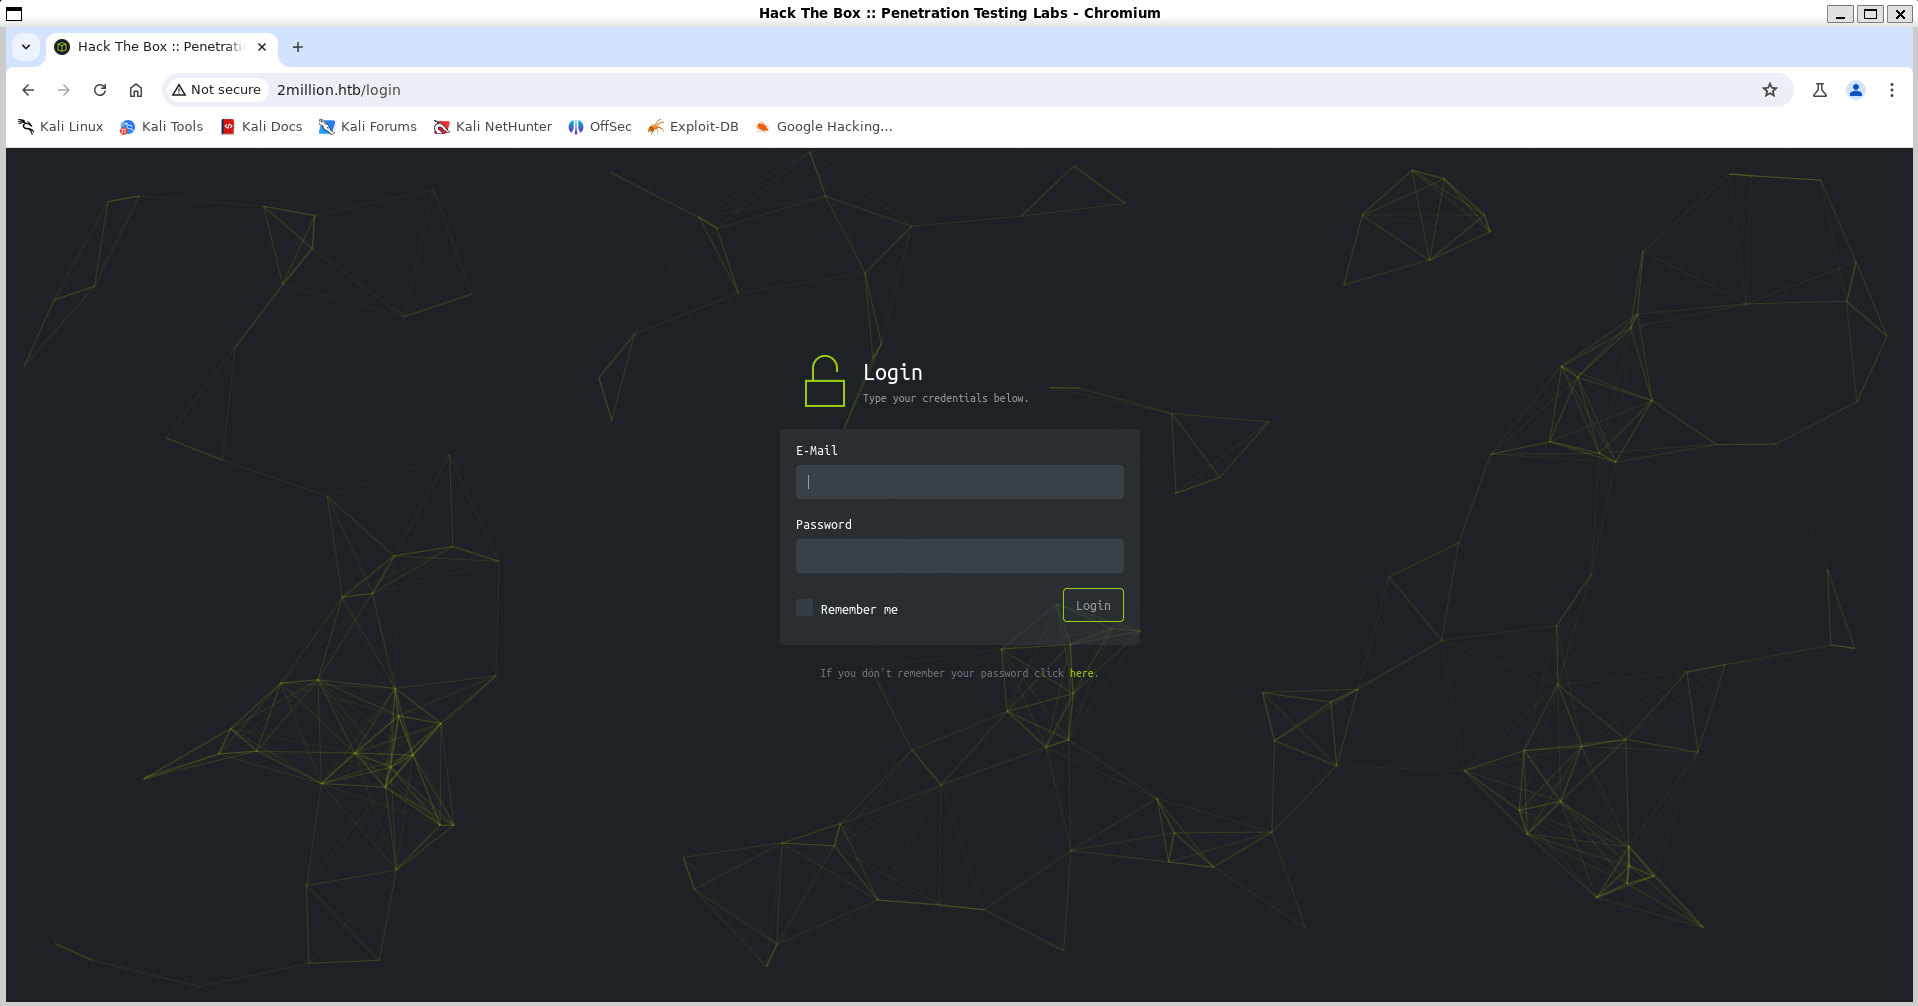 Hack The Box :: Penetration Testing Labs - Chromium
Hack The Box :: Penetrati
Not secure
2million.htb/login
Kali Linux Kali Tools Kali Docs Kali Forums Kali NetHunter OffSec Exploit-DB Google Hacking...
Login
Type your credentials below.
E-Mail
Password
Remember me
Login
If you don't remember your password click here.